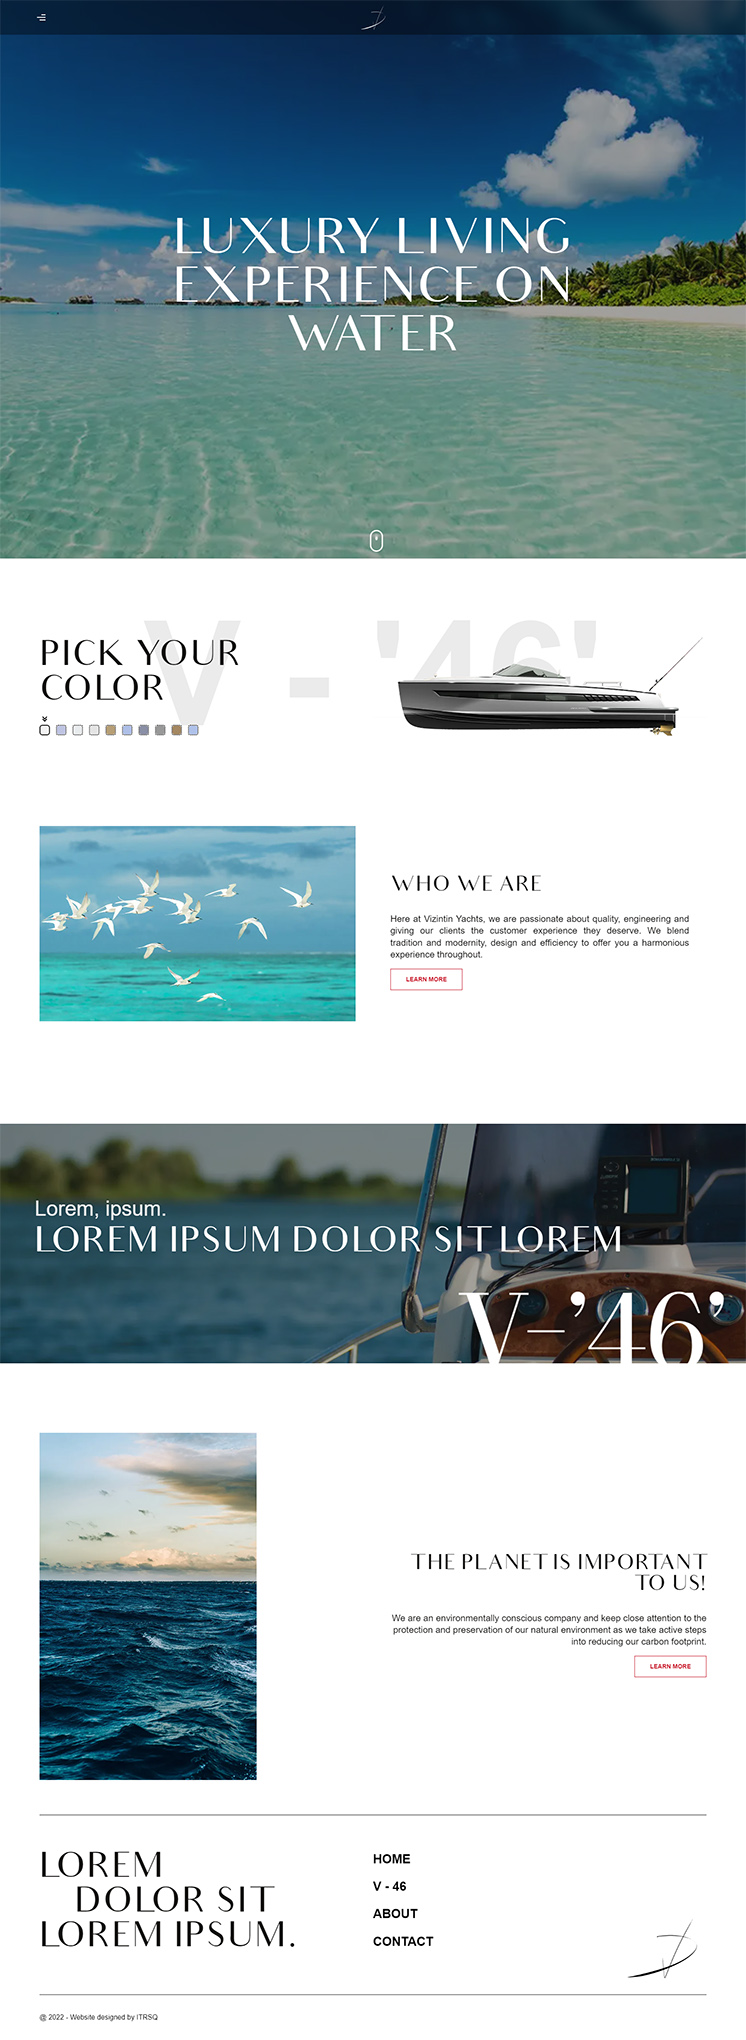 LUXURY LIVING
EXPERIENCE ON
WATER
V - '46'
PICK YOUR
COLOR
WHO WE ARE
Here at Vizintin Yachts, we are passionate about quality, engineering and
giving our clients the customer experience they deserve. We blend
tradition and modernity, design and efficiency to offer you a harmonious
experience throughout.
LEARN MORE
Lorem, ipsum.
LOREM IPSUM DOLOR SIT LOREM
V-'46'
THE PLANET IS IMPORTANT
TO US!
We are an environmentally conscious company and keep close attention to the
protection and preservation of our natural environment as we take active steps
into reducing our carbon footprint.
LEARN MORE
LOREM
DOLOR SIT
LOREM IPSUM.
HOME
V - 46
ABOUT
CONTACT
@ 2022 - Website designed by ITRSQ